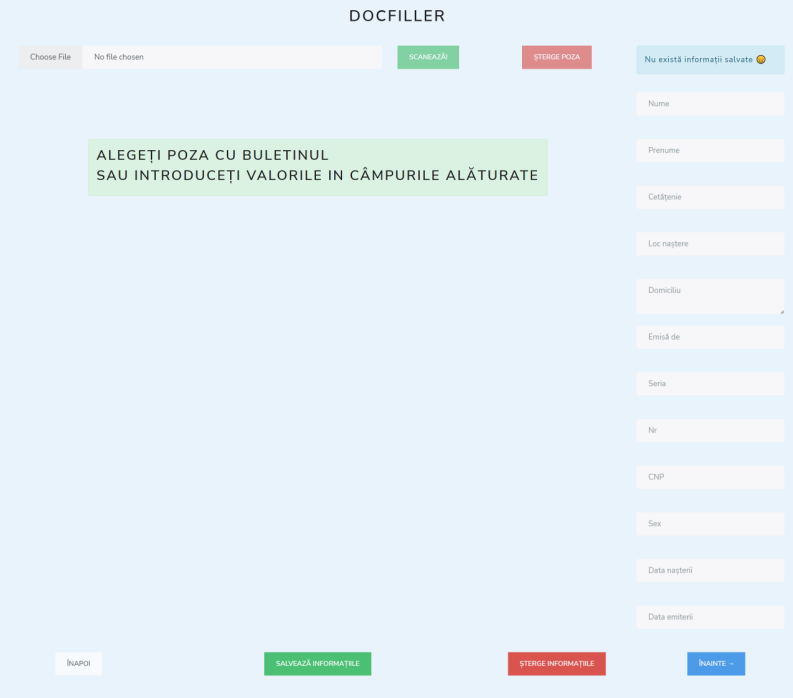 DOCFILLER
Choose File No file chosen
SCANEAZĂ!
ȘTERGE POZA
Nu există informații salvate
ALEGEȚI POZA CU BULETINUL
SAU INTRODUCEȚI VALORILE IN CÂMPURILE ALĂTURATE
Nume
Prenume
Cetățenie
Loc naștere
Domiciliu
Emisă de
Seria
Nr
CNP
Sex
Data nașterii
Data emiterii
ÎNAPOI
SALVEAZĂ INFORMAȚIILE
ȘTERGE INFORMAȚIILE
ÎNAINTE →